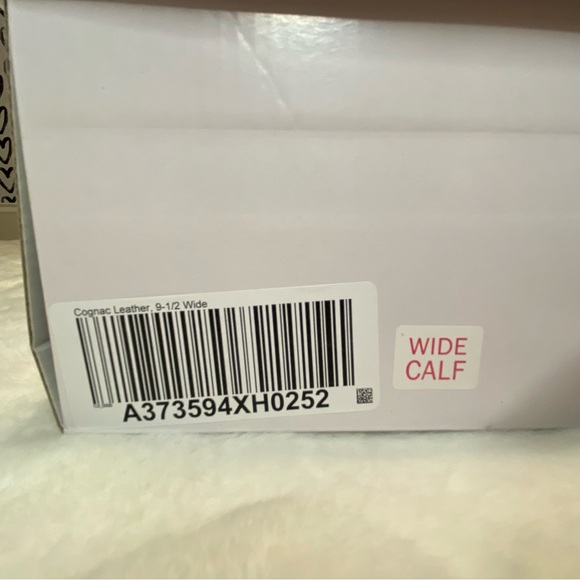 Cognac Leather, 9-1/2 Wide
A373594XH0252
WIDE
CALF